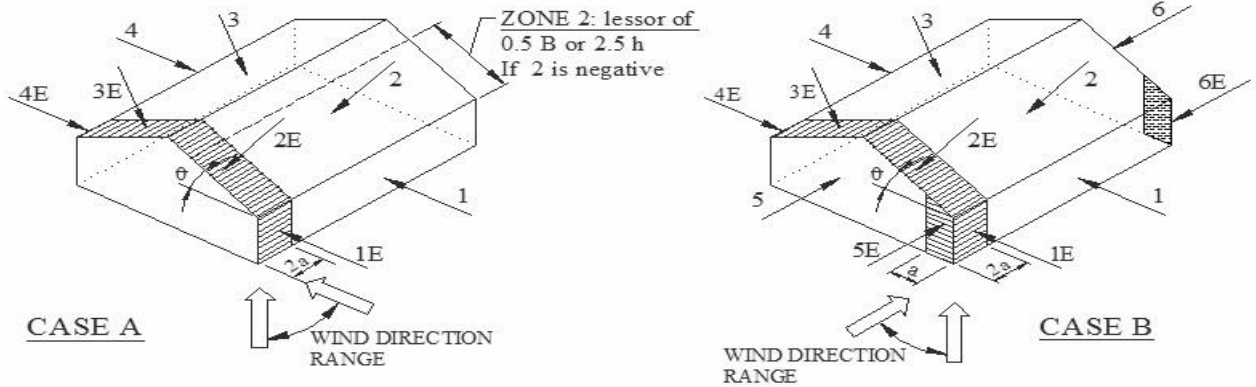 ZONE 2: lessor of
0.5 B or 2.5 h
If 2 is negative
3
4
2
4E
3E
2E
θ
1
1E
2a
CASE A
WIND DIRECTION
RANGE
3
4
6
2
4E
3E
6E
2E
θ
5
1
5E
1E
a
2a
CASE B
WIND DIRECTION
RANGE